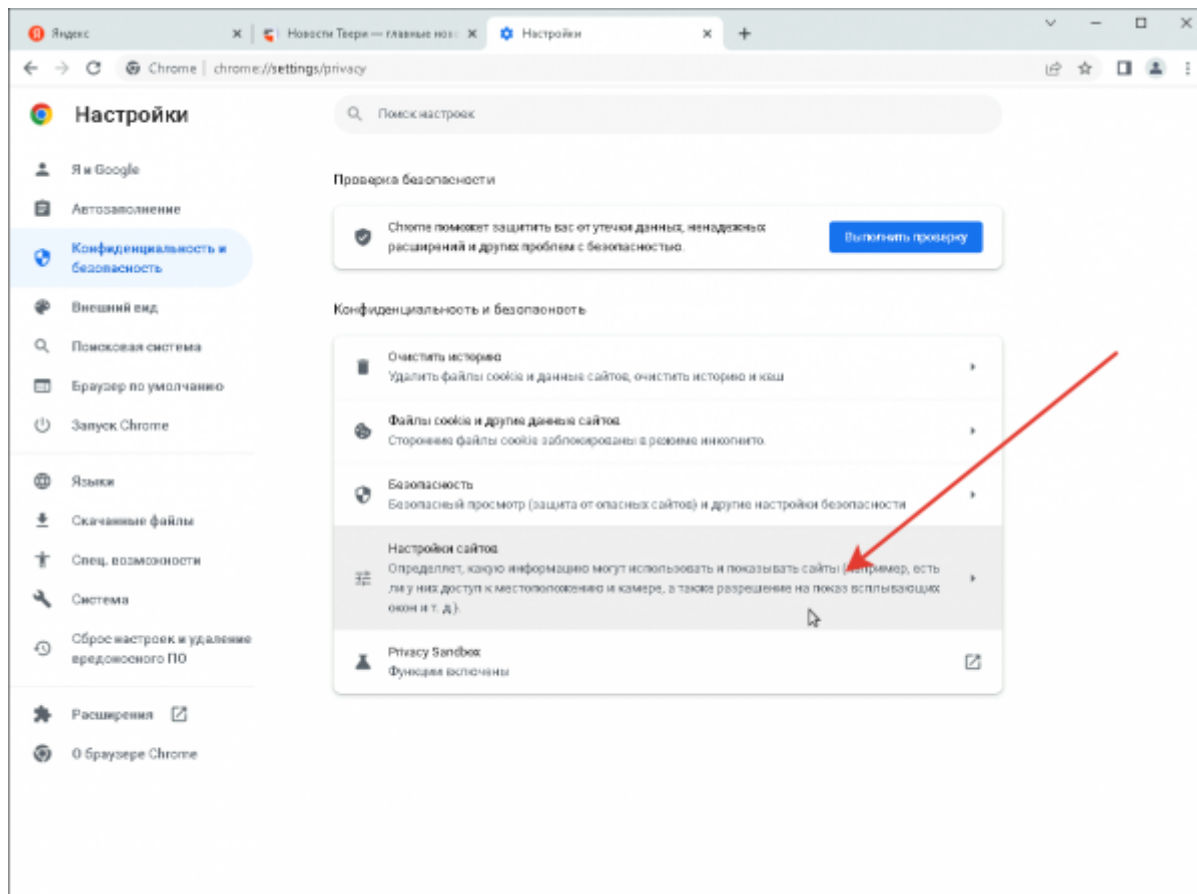 Яндекс
Новости Твери — главные нов
Настройки
Chrome | chrome://settings/privacy
Настройки
Поиск настроек
Я и Google
Автозаполнение
Конфиденциальность и
безопасность
Внешний вид
Поисковая система
Браузер по умолчанию
Запуск Chrome
Языки
Скачанные файлы
Спец. возможности
Система
Сброс настроек и удаление
вредоносного ПО
Расширения
О браузере Chrome
Проверка безопасности
Chrome поможет защитить вас от утечки данных, ненадежных
расширений и других проблем с безопасностью.
Выполнить проверку
Конфиденциальность и безопасность
Очистить историю
Удалить файлы cookie и данные сайтов, очистить историю и кеш
Файлы cookie и другие данные сайтов
Сторонние файлы cookie заблокированы в режиме инкогнито.
Безопасность
Безопасный просмотр (защита от опасных сайтов) и другие настройки безопасности
Настройки сайтов
Определяет, какую информацию могут использовать и показывать сайты (например, есть
ли у них доступ к местоположению и камере, а также разрешение на показ всплывающих
окон и т. д.).
Privacy Sandbox
Функции включены